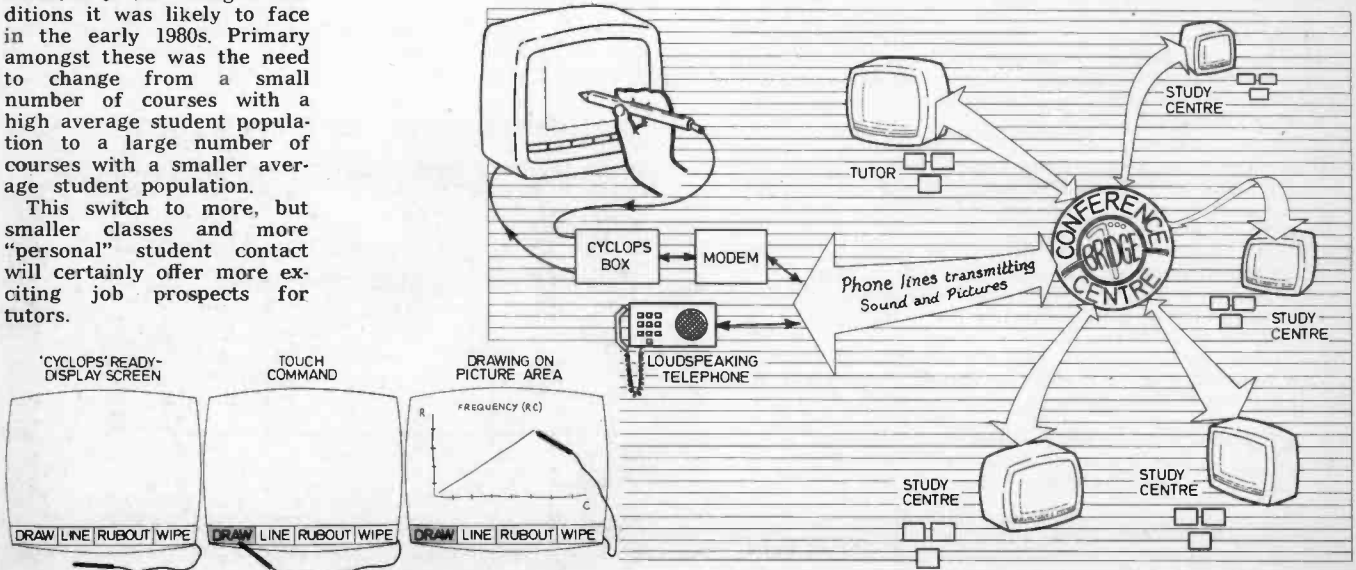 ditions it was likely to face
in the early 1980s. Primary
amongst these was the need
to change from a small
number of courses with a
high average student popula-
tion to a large number of
courses with a smaller aver-
age student population.
This switch to more, but
smaller classes and more
"personal" student contact
will certainly offer more ex-
citing job prospects for
tutors.
CYCLOPS
BOX
MODEM
LOUDSPEAKING
TELEPHONE
Phone lines transmitting
Sound and Pictures
TUTOR
CONFERENCE
BRIDGE
CENTRE
STUDY
CENTRE
STUDY
CENTRE
STUDY
CENTRE
STUDY
CENTRE
'CYCLOPS' READY-
DISPLAY SCREEN
DRAW LINE RUBOUT WIPE
TOUCH
COMMAND
DRAW LINE RUBOUT WIPE
DRAWING ON
PICTURE AREA
R
FREQUENCY (RC)
C
DRAW LINE RUBOUT WIPE